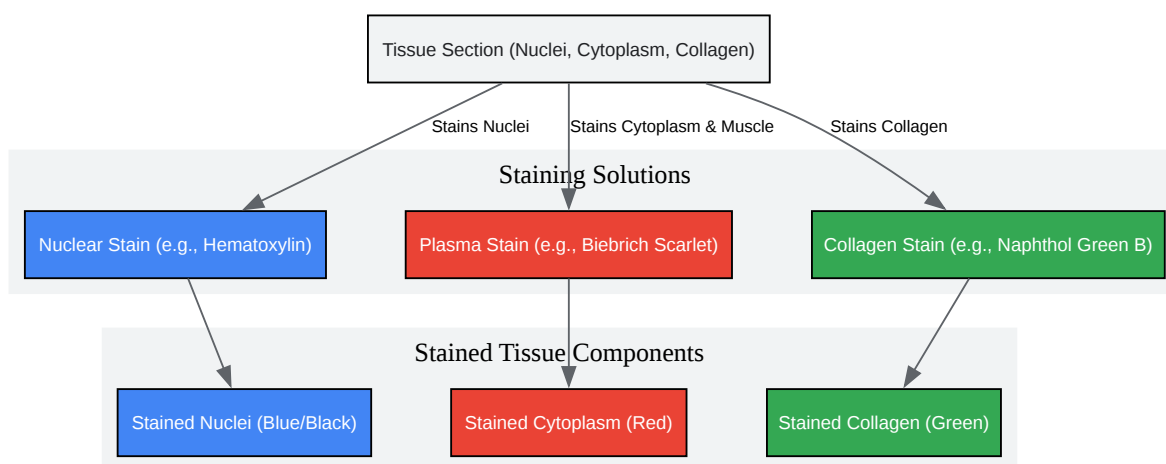 Tissue Section (Nuclei, Cytoplasm, Collagen)
Stains Nuclei
Stains Cytoplasm & Muscle
Stains Collagen
Staining Solutions
Nuclear Stain (e.g., Hematoxylin)
Plasma Stain (e.g., Biebrich Scarlet)
Collagen Stain (e.g., Naphthol Green B)
Stained Tissue Components
Stained Nuclei (Blue/Black)
Stained Cytoplasm (Red)
Stained Collagen (Green)